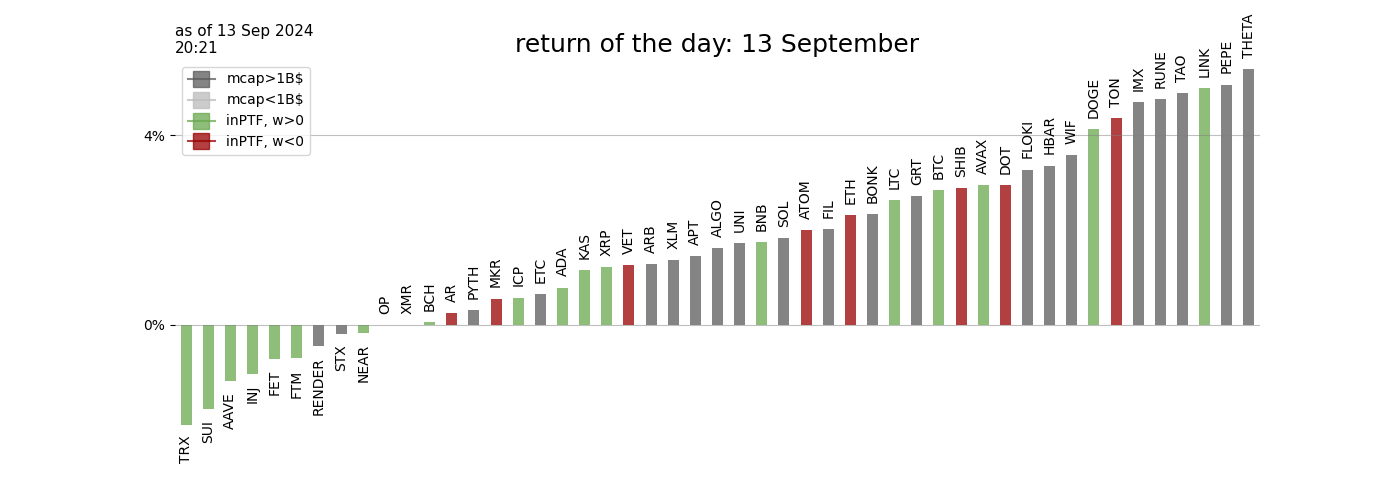 as of 13 Sep 2024
20:21
return of the day: 13 September
mcap>1B$
mcap<1B$
inPTF, w>0
inPTF, w<0
4%
0%
TRX
SUI
AAVE
INJ
FET
FTM
RENDER
STX
NEAR
OP
XMR
BCH
AR
PYTH
MKR
ICP
ETC
ADA
KAS
XRP
VET
ARB
XLM
APT
ALGO
UNI
BNB
SOL
ATOM
FIL
ETH
BONK
LTC
GRT
BTC
SHIB
AVAX
DOT
FLOKI
HBAR
WIF
DOGE
TON
IMX
RUNE
TAO
LINK
PEPE
THETA